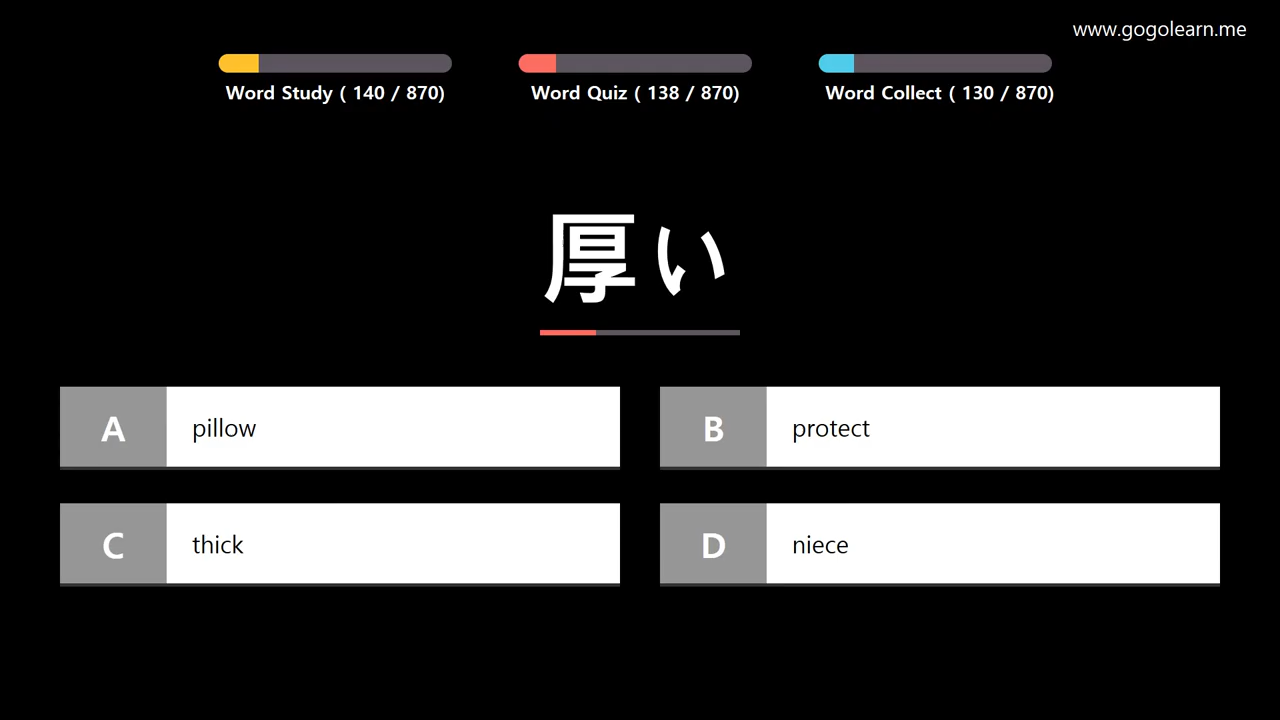 www.gogolearn.me
Word Study ( 140 / 870)
Word Quiz ( 138 / 870)
Word Collect ( 130 / 870)
厚い
A pillow
B protect
C thick
D niece